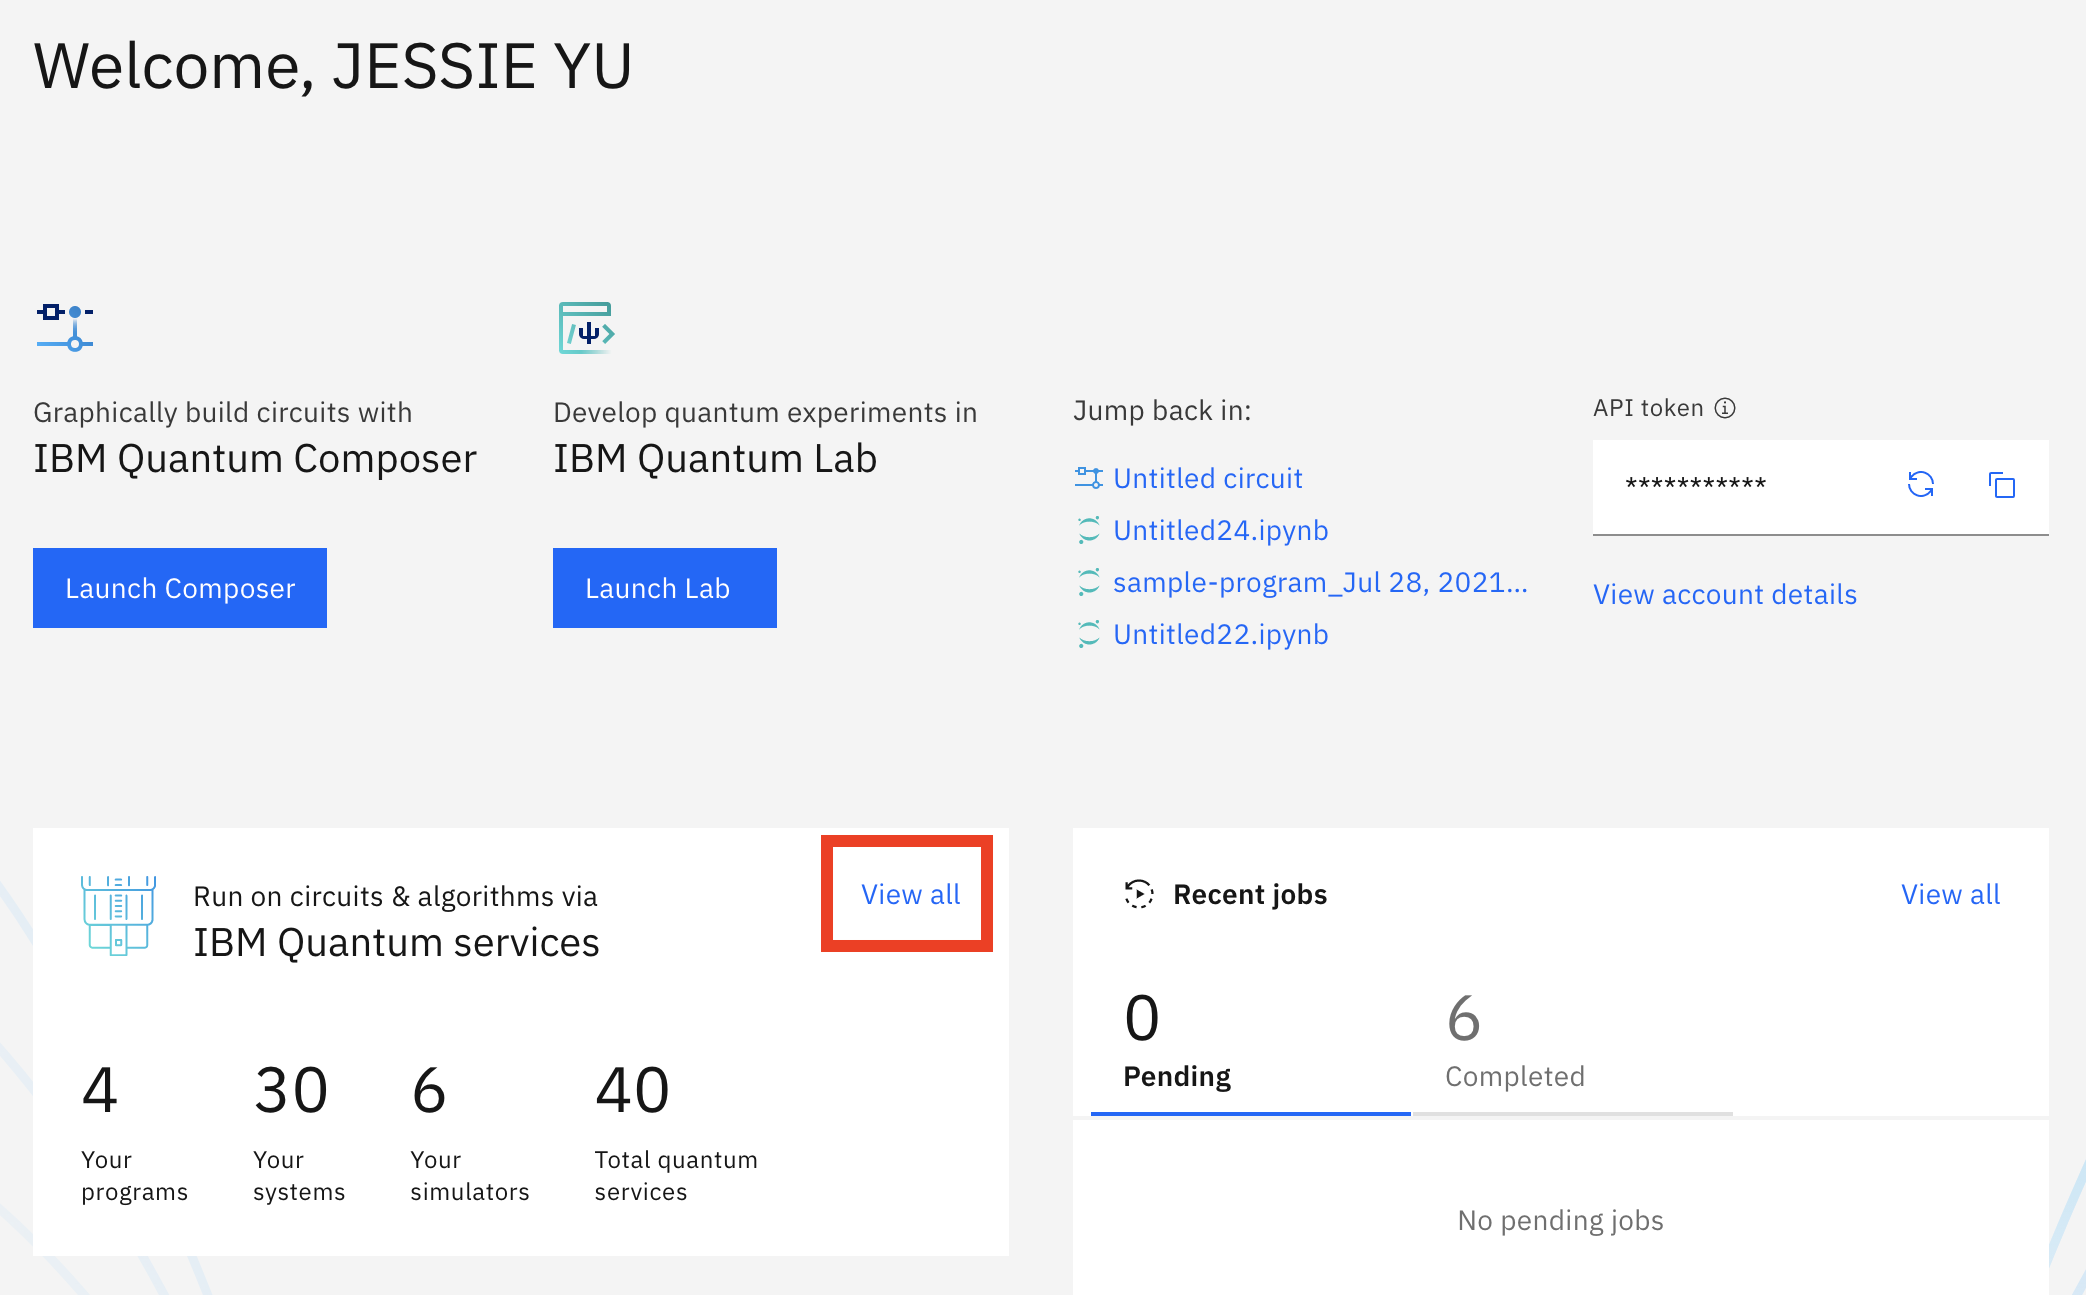 Welcome, JESSIE YU
Graphically build circuits with
IBM Quantum Composer
Launch Composer
Develop quantum experiments in
IBM Quantum Lab
Launch Lab
Jump back in:
Untitled circuit
Untitled24.ipynb
sample-program_Jul 28, 2021...
Untitled22.ipynb
API token
***********
View account details
Run on circuits & algorithms via
IBM Quantum services
View all
4
Your
programs
30
Your
systems
6
Your
simulators
40
Total quantum
services
Recent jobs
View all
0
Pending
6
Completed
No pending jobs